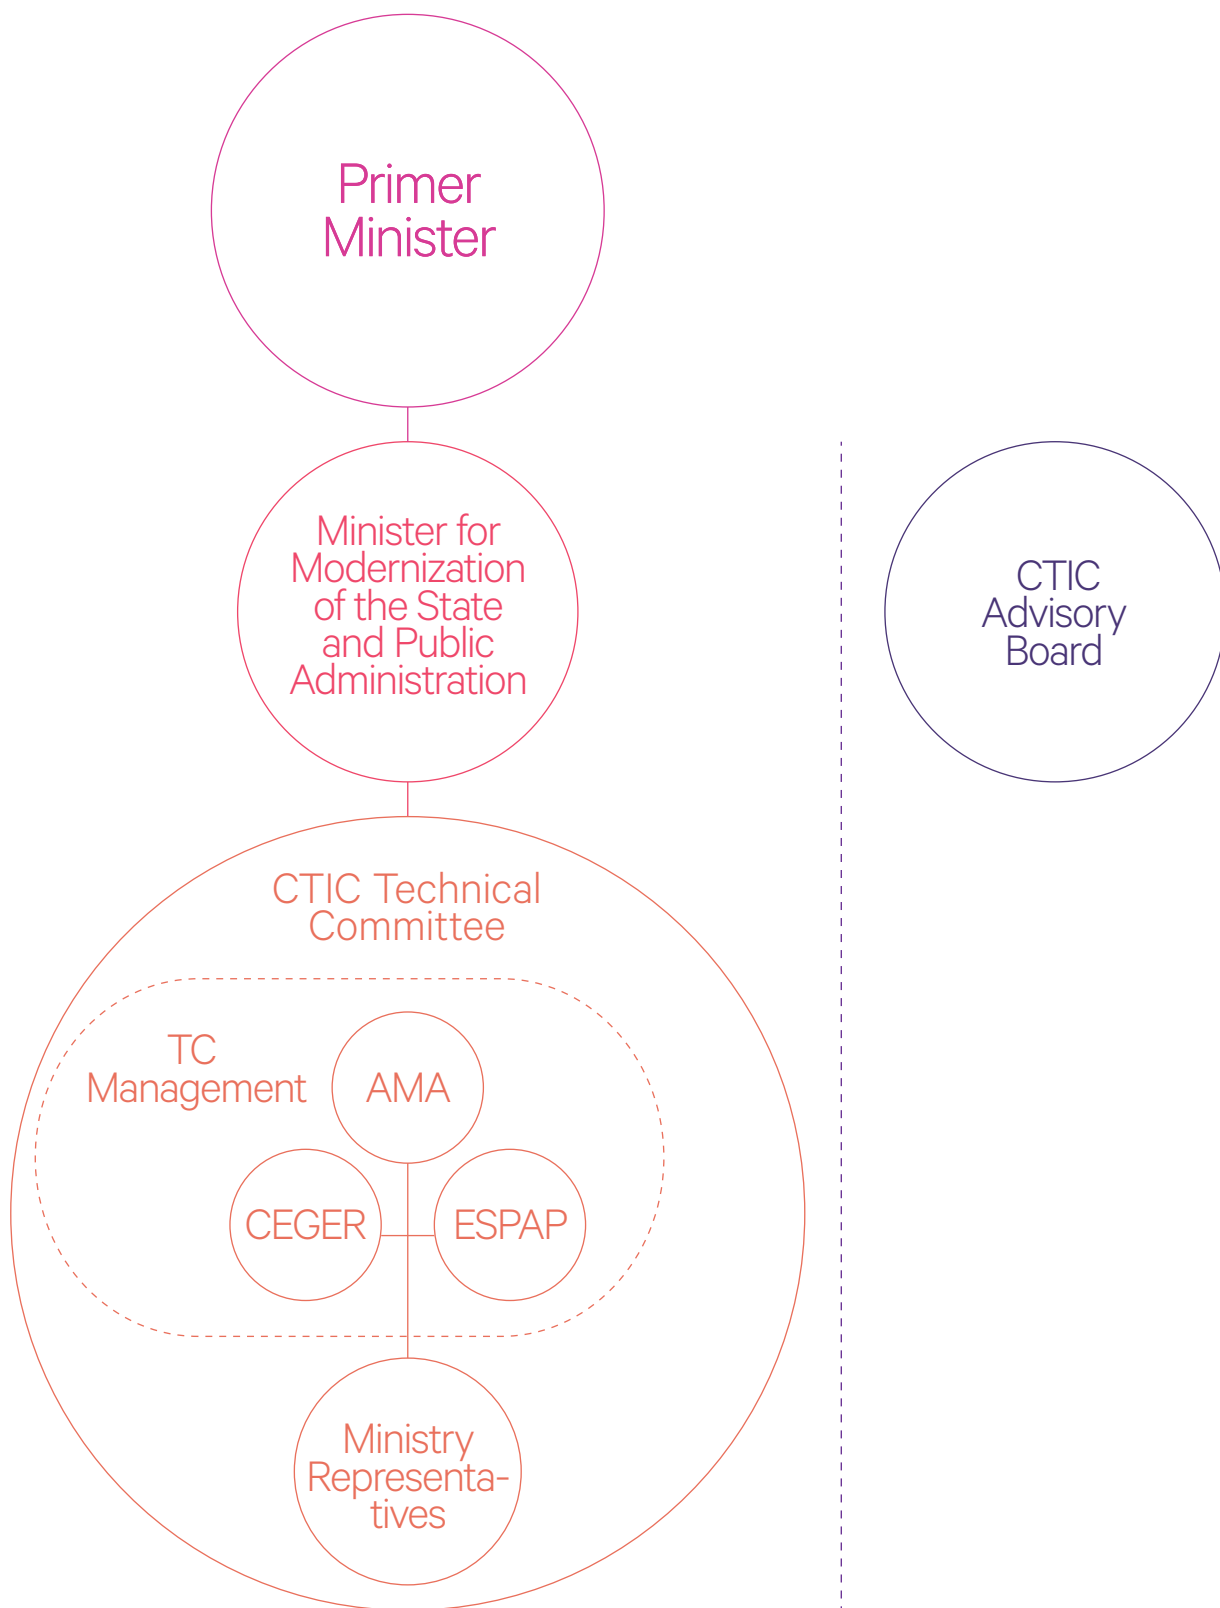 Primer
Minister
Minister for
Modernization
of the State
and Public
Administration
CTIC
Advisory
Board
CTIC Technical
Committee
TC
Management
AMA
CEGER
ESPAP
Ministry
Representa-
tives